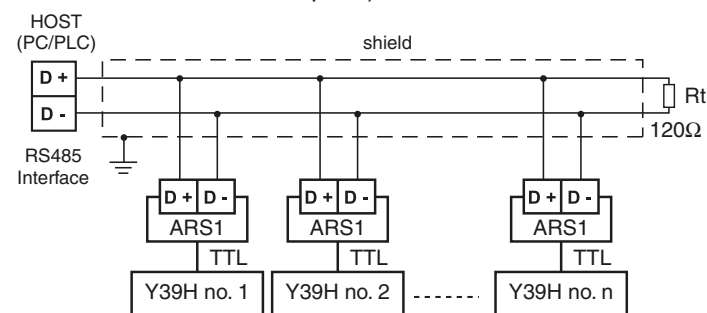 HOST
(PC/PLC)
shield
D +
D -
Rt
120Ω
RS485
Interface
D + D -
D + D -
D + D -
ARS1
ARS1
ARS1
TTL
TTL
TTL
Y39H no. 1
Y39H no. 2
Y39H no. n